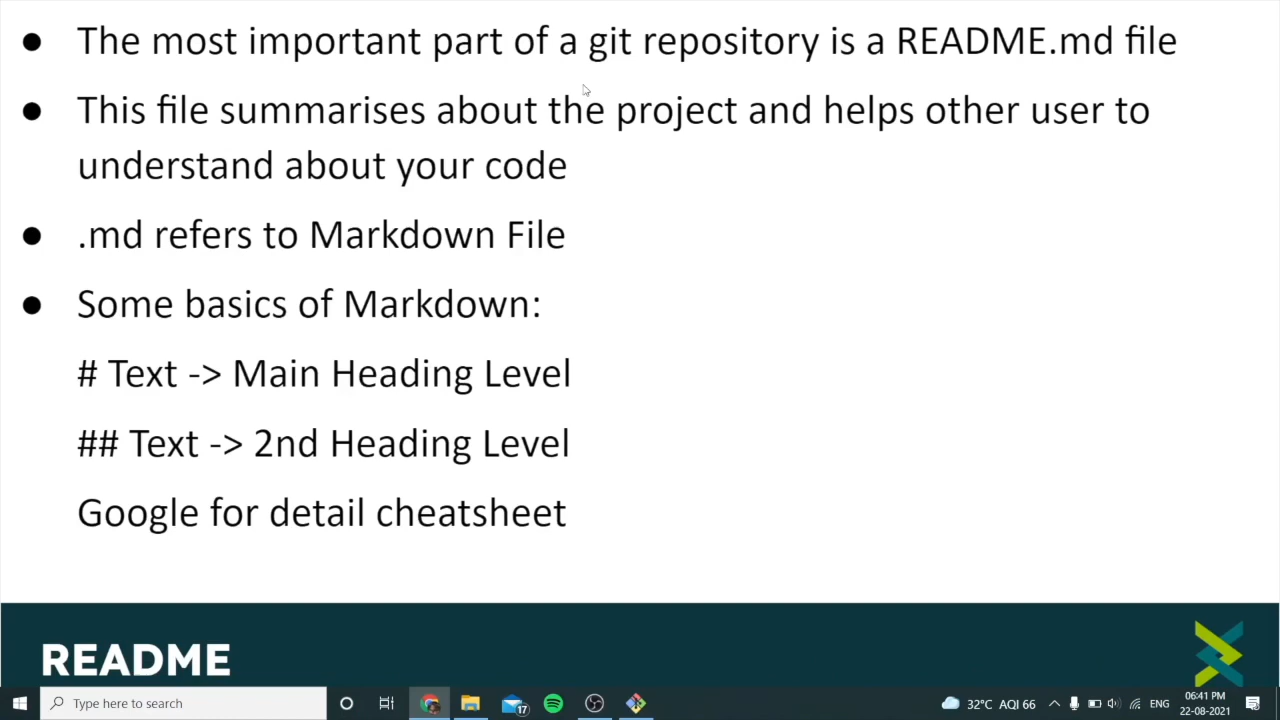 ● The most important part of a git repository is a README.md file
● This file summarises about the project and helps other user to
understand about your code
● .md refers to Markdown File
● Some basics of Markdown:
# Text -> Main Heading Level
## Text -> 2nd Heading Level
Google for detail cheatsheet
README
Type here to search
17
32°C AQI 66
ENG
06:41 PM
22-08-2021